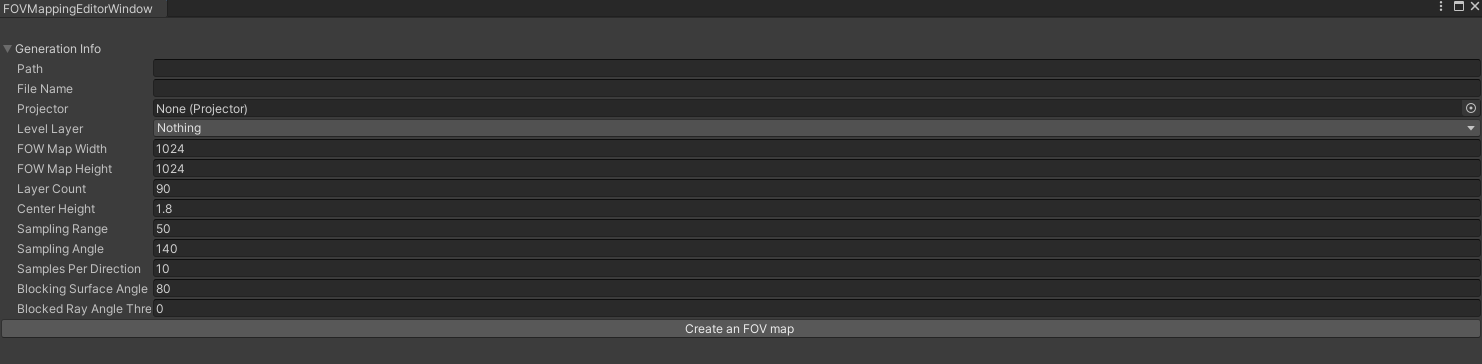 FOVMappingEditorWindow
Generation Info
Path
File Name
Projector None (Projector)
Level Layer Nothing
FOW Map Width 1024
FOW Map Height 1024
Layer Count 90
Center Height 1.8
Sampling Range 50
Sampling Angle 140
Samples Per Direction 10
Blocking Surface Angle 80
Blocked Ray Angle Thre 0
Create an FOV map